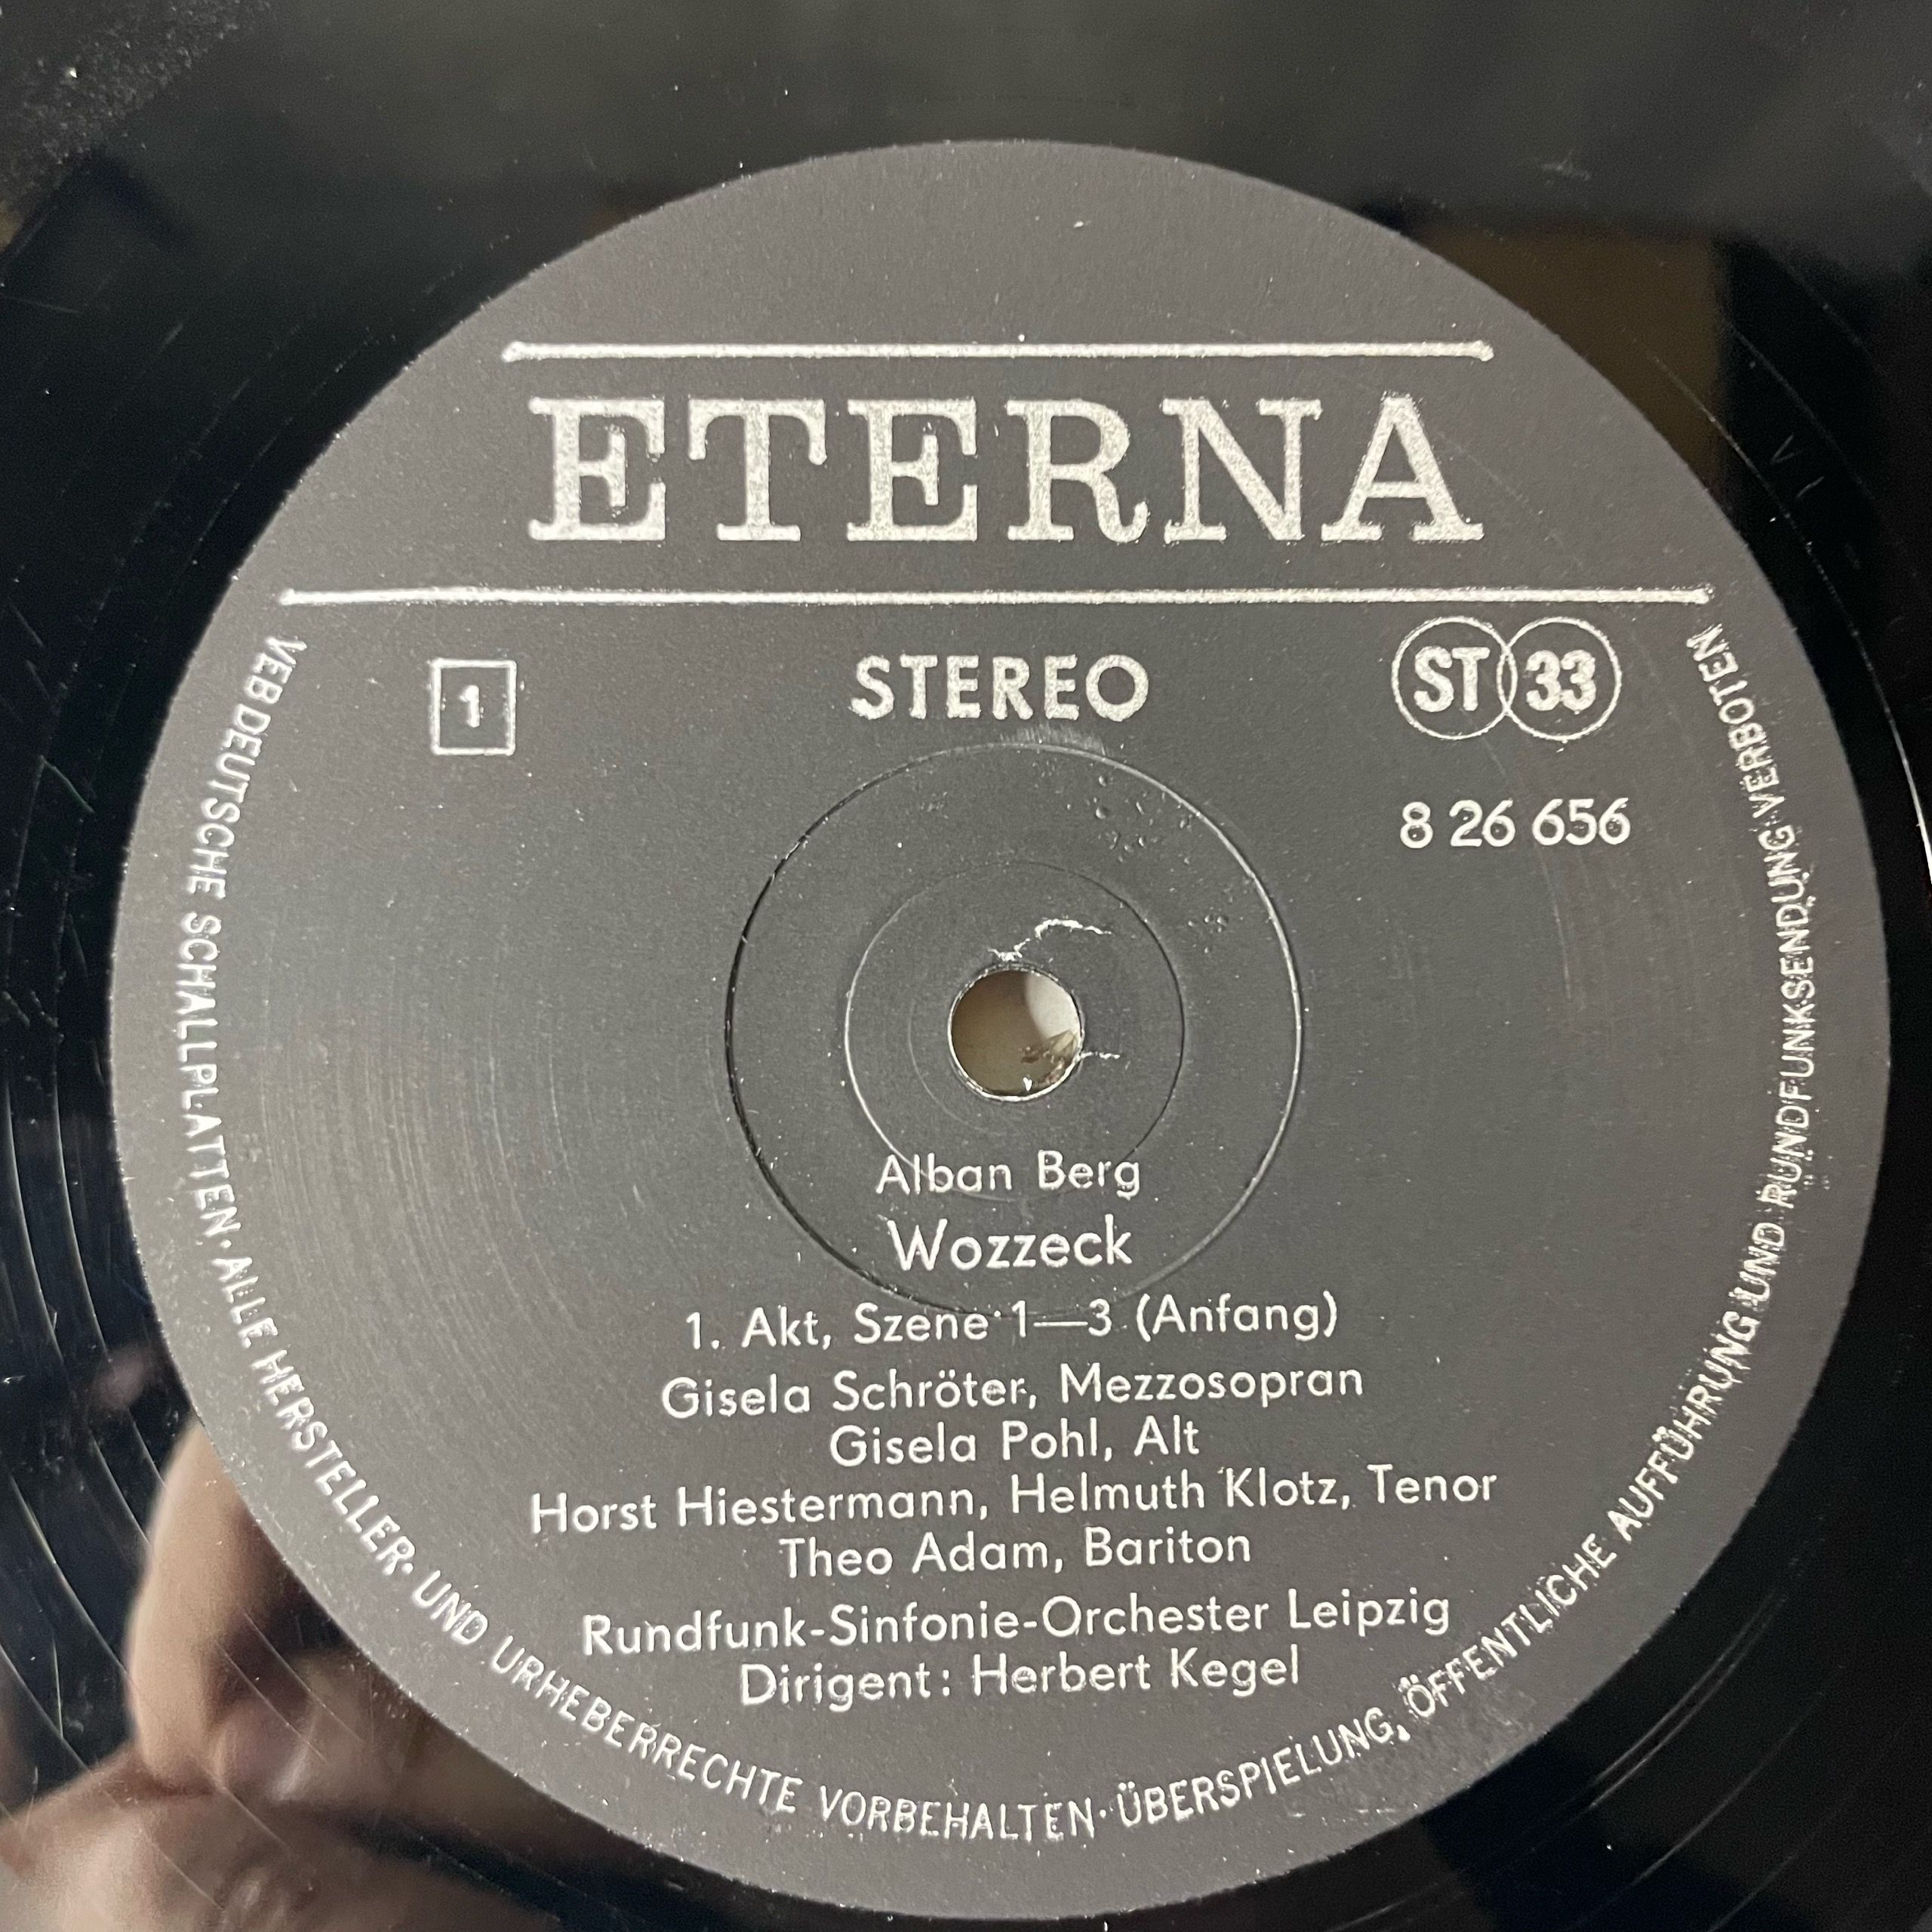 ETERNA
1
STEREO
ST 33
8 26 656
Alban Berg
Wozzeck
1. Akt, Szene 1—3 (Anfang)
Gisela Schröter, Mezzosopran
Gisela Pohl, Alt
Horst Hiestermann, Helmuth Klotz, Tenor
Theo Adam, Bariton
Rundfunk-Sinfonie-Orchester Leipzig
Dirigent: Herbert Kegel
VEB DEUTSCHE SCHALLPLATTEN · ALLE HERSTELLER- UND URHEBERRECHTE VORBEHALTEN · ÜBERSPIELUNG, ÖFFENTLICHE AUFFÜHRUNG UND RUNDFUNKSENDUNG VERBOTEN